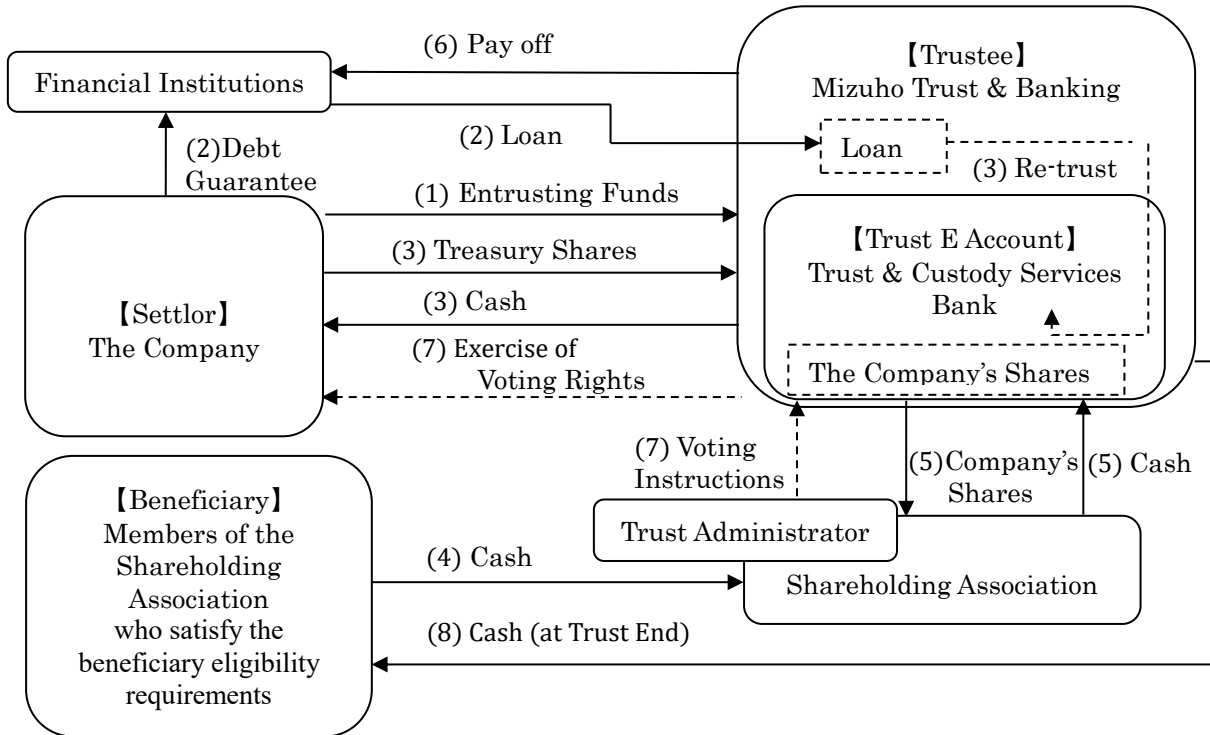 (6) Pay off
Financial Institutions
【Trustee】
Mizuho Trust & Banking
(2) Loan
Loan
(2)Debt
Guarantee
(3) Re-trust
(1) Entrusting Funds
(3) Treasury Shares
【Trust E Account】
Trust & Custody Services
Bank
(3) Cash
【Settlor】
The Company
(7) Exercise of
Voting Rights
The Company's Shares
(7) Voting
Instructions
(5)Company's
Shares
(5) Cash
【Beneficiary】
Members of the
Shareholding
Association
who satisfy the
beneficiary eligibility
requirements
Trust Administrator
(4) Cash
Shareholding Association
(8) Cash (at Trust End)